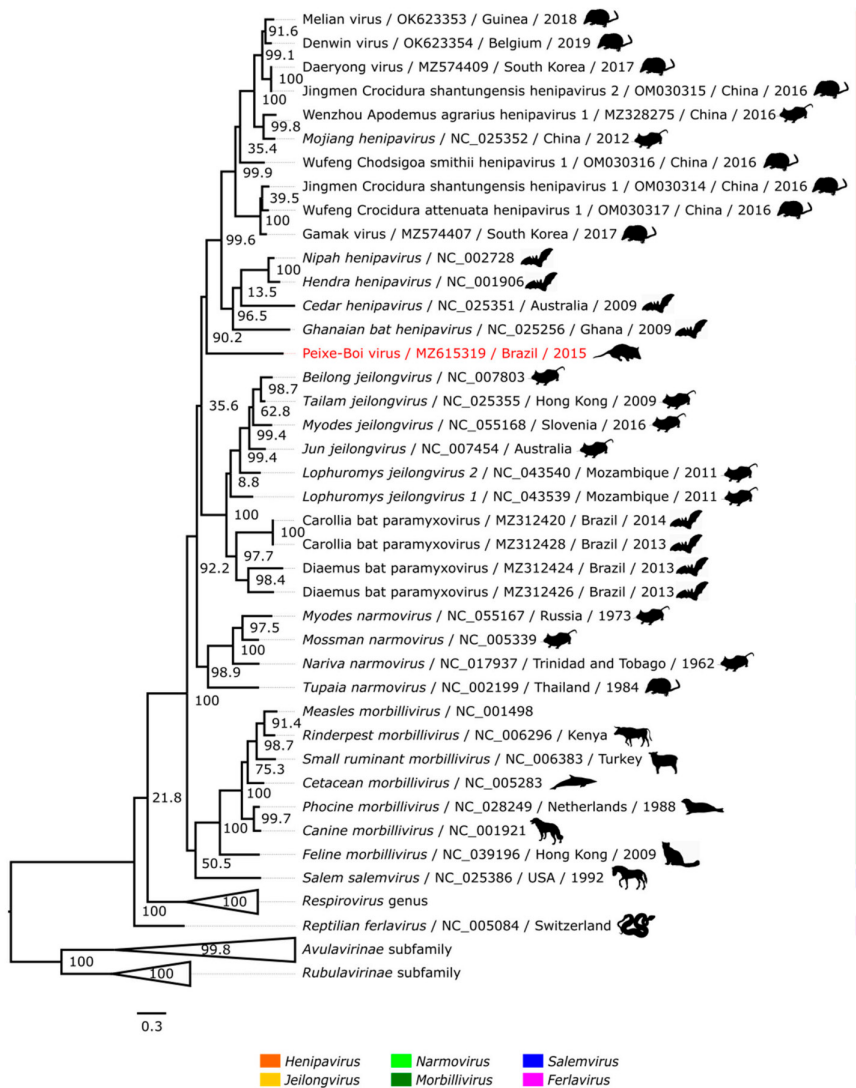 Melian virus / OK623353 / Guinea / 2018
91.6
Denwin virus / OK623354 / Belgium / 2019
99.1
Daeryong virus / MZ574409 / South Korea / 2017
100
Jingmen Crocidura shantungensis henipavirus 2 / OM030315 / China / 2016
100
Wenzhou Apodemus agrarius henipavirus 1 / MZ328275 / China / 2016
99.8
Mojiang henipavirus / NC_025352 / China / 2012
35.4
Wufeng Chodsigoa smithii henipavirus 1 / OM030316 / China / 2016
99.9
Jingmen Crocidura shantungensis henipavirus 1 / OM030314 / China / 2016
39.5
Wufeng Crocidura attenuata henipavirus 1 / OM030317 / China / 2016
100
Gamak virus / MZ574407 / South Korea / 2017
99.6
Nipah henipavirus / NC_002728
100
Hendra henipavirus / NC_001906
13.5
Cedar henipavirus / NC_025351 / Australia / 2009
96.5
Ghanaian bat henipavirus / NC_025256 / Ghana / 2009
90.2
Peixe-Boi virus / MZ615319 / Brazil / 2015
Beilong jeilongvirus / NC_007803
98.7
Tailam jeilongvirus / NC_025355 / Hong Kong / 2009
35.6
62.8
Myodes jeilongvirus / NC_055168 / Slovenia / 2016
99.4
Jun jeilongvirus / NC_007454 / Australia
99.4
Lophuromys jeilongvirus 2 / NC_043540 / Mozambique / 2011
8.8
Lophuromys jeilongvirus 1 / NC_043539 / Mozambique / 2011
100
Carollia bat paramyxovirus / MZ312420 / Brazil / 2014
100
Carollia bat paramyxovirus / MZ312428 / Brazil / 2013
97.7
Diaemus bat paramyxovirus / MZ312424 / Brazil / 2013
92.2
98.4
Diaemus bat paramyxovirus / MZ312426 / Brazil / 2013
Myodes narmovirus / NC_055167 / Russia / 1973
97.5
Mossman narmovirus / NC_005339
100
Nariva narmovirus / NC_017937 / Trinidad and Tobago / 1962
98.9
Tupaia narmovirus / NC_002199 / Thailand / 1984
100
Measles morbillivirus / NC_001498
91.4
Rinderpest morbillivirus / NC_006296 / Kenya
98.7
Small ruminant morbillivirus / NC_006383 / Turkey
75.3
Cetacean morbillivirus / NC_005283
100
21.8
Phocine morbillivirus / NC_028249 / Netherlands / 1988
99.7
100
Canine morbillivirus / NC_001921
Feline morbillivirus / NC_039196 / Hong Kong / 2009
50.5
Salem salemvirus / NC_025386 / USA / 1992
100
Respirovirus genus
100
Reptilian ferlavirus / NC_005084 / Switzerland
99.8
Avulavirinae subfamily
100
100
Rubulavirinae subfamily
0.3
Henipavirus
Narmovirus
Salemvirus
Jeilongvirus
Morbillivirus
Ferlavirus